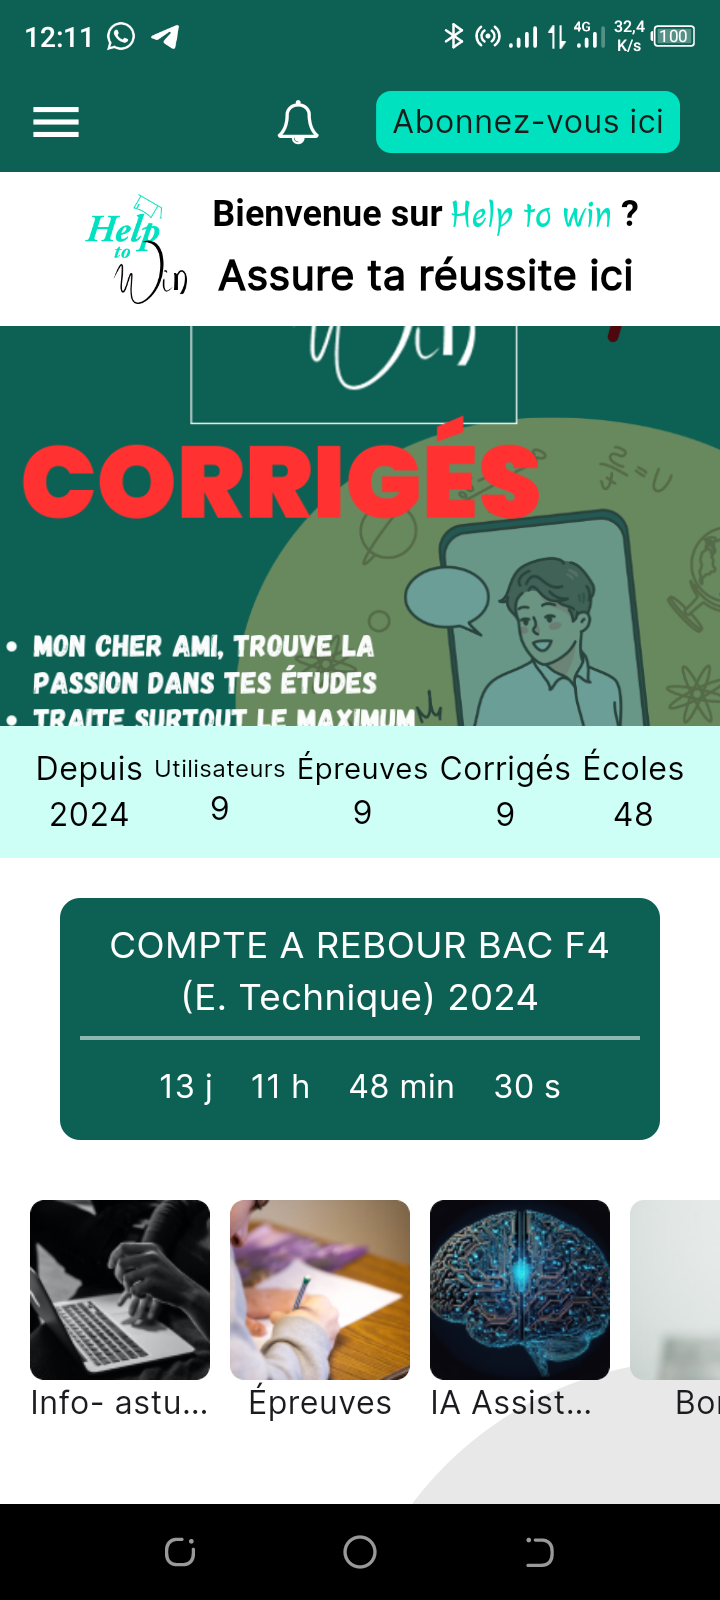 12:11
4G
32,4
K/s
100
Abonnez-vous ici
Help
to
Win
Bienvenue sur Help to win ?
Assure ta réussite ici
Win
CORRIGÉS
• MON CHER AMI, TROUVE LA
PASSION DANS TES ÉTUDES
• TRAITE SURTOUT LE MAXIMUM
Depuis Utilisateurs Épreuves Corrigés Écoles
2024 9 9 9 48
COMPTE A REBOUR BAC F4
(E. Technique) 2024
13 j 11 h 48 min 30 s
Info- astu... Épreuves IA Assist...